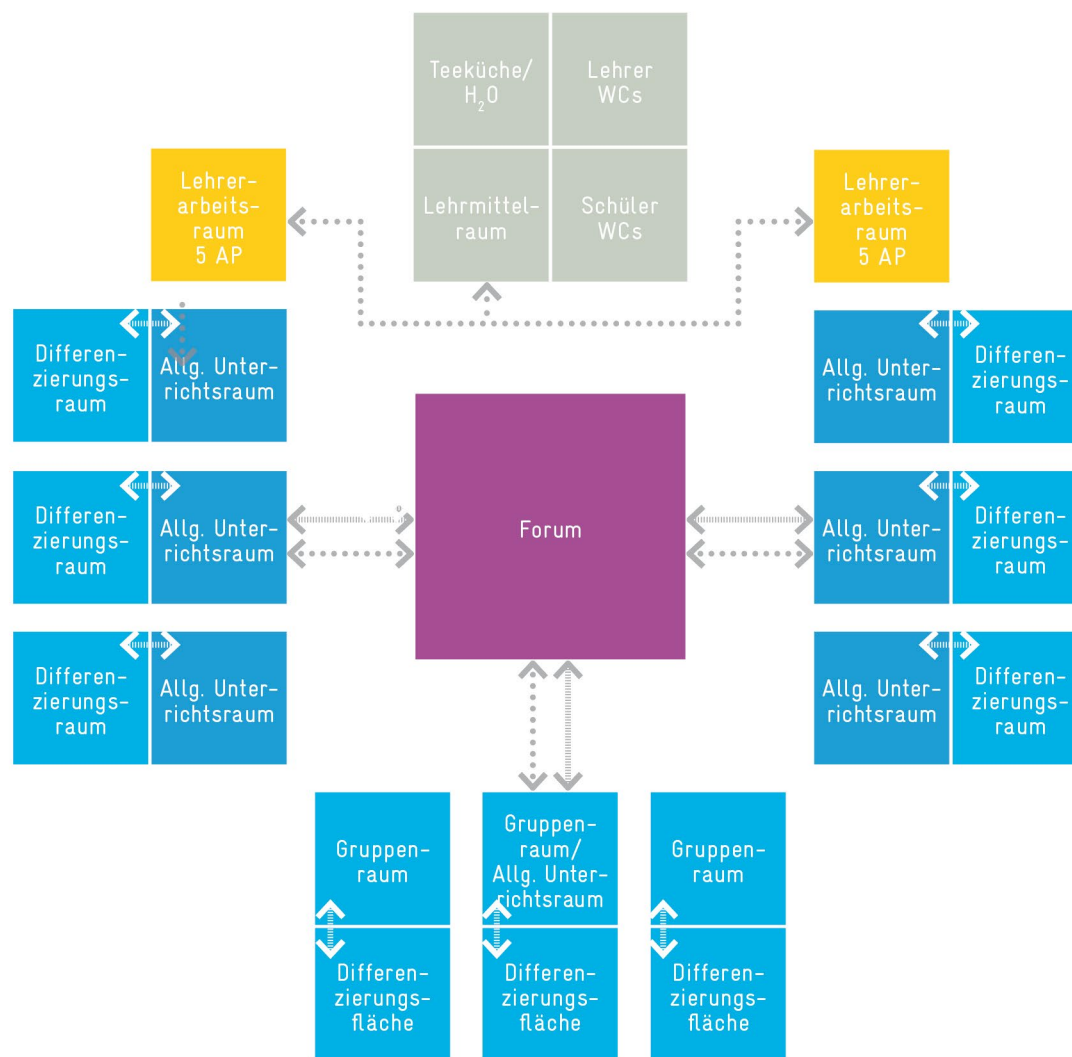 Teeküche/
H₂O
Lehrer
WCs
Lehrmittel-
raum
Schüler
WCs
Lehrer-
arbeits-
raum
5 AP
Lehrer-
arbeits-
raum
5 AP
Differen-
zierungs-
raum
Allg. Unter-
richtsraum
Allg. Unter-
richtsraum
Differen-
zierungs-
raum
Differen-
zierungs-
raum
Allg. Unter-
richtsraum
Forum
Allg. Unter-
richtsraum
Differen-
zierungs-
raum
Differen-
zierungs-
raum
Allg. Unter-
richtsraum
Allg. Unter-
richtsraum
Differen-
zierungs-
raum
Gruppen-
raum
Gruppen-
raum/
Allg. Unter-
richtsraum
Gruppen-
raum
Differen-
zierungs-
fläche
Differen-
zierungs-
fläche
Differen-
zierungs-
fläche